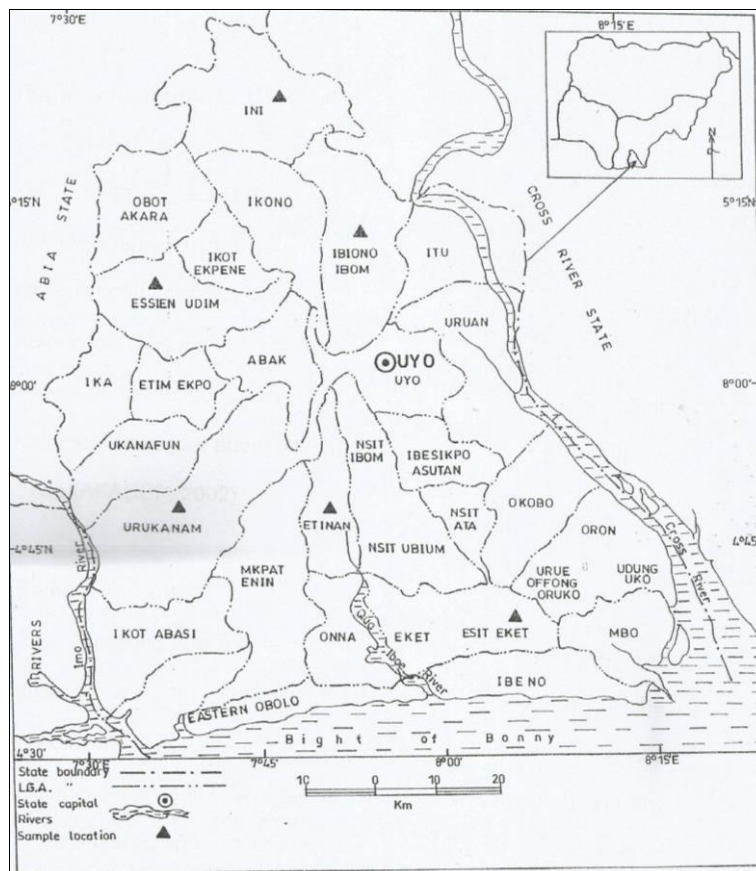 7°30'E
8°15'E
INI
N
:15'
5°15'
ABIA STATE
OBOT
AKARA
IKONO
CROSS
RIVER STATE
IKOT
EKPENE
IBIONO
IBOM
ITU
ESSIEN UDIM
URUAN
ABAK
UYO
UYO
8°00'
8°00'
IKA
ETIM EKPO
UKANAFUN
NSIT
IBOM
IBESIKPO
ASUTAN
URUKANAM
ETINAN
NSIT
ATA
OKOBO
ORON
4°45'
4°45'
NSIT UBIUM
MKPAT
ENIN
URUE
OFFONG
ORUKO
UDUNG
UKO
Cross
River
River
Imo
IKOT ABASI
ONNA
Quo
Iboe
River
EKET
ESIT EKET
MBO
RIVERS
IBENO
EASTERN OBOLO
Bight of Bonny
4°30'
7°30'E
7°45'
8°00'
8°15'E
State boundary
L.G.A. "
State capital
Rivers
Sample location
10 0 10 20
Km